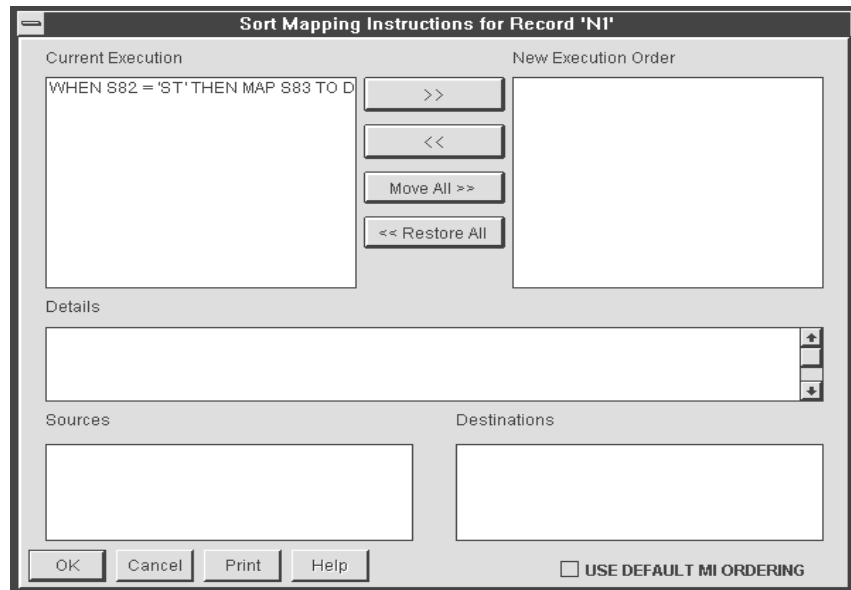 Sort Mapping Instructions for Record 'N1'
Current Execution
New Execution Order
WHEN S82 = 'ST' THEN MAP S83 TO D
>>
<<
Move All >>
<< Restore All
Details
Sources
Destinations
OK
Cancel
Print
Help
USE DEFAULT MI ORDERING